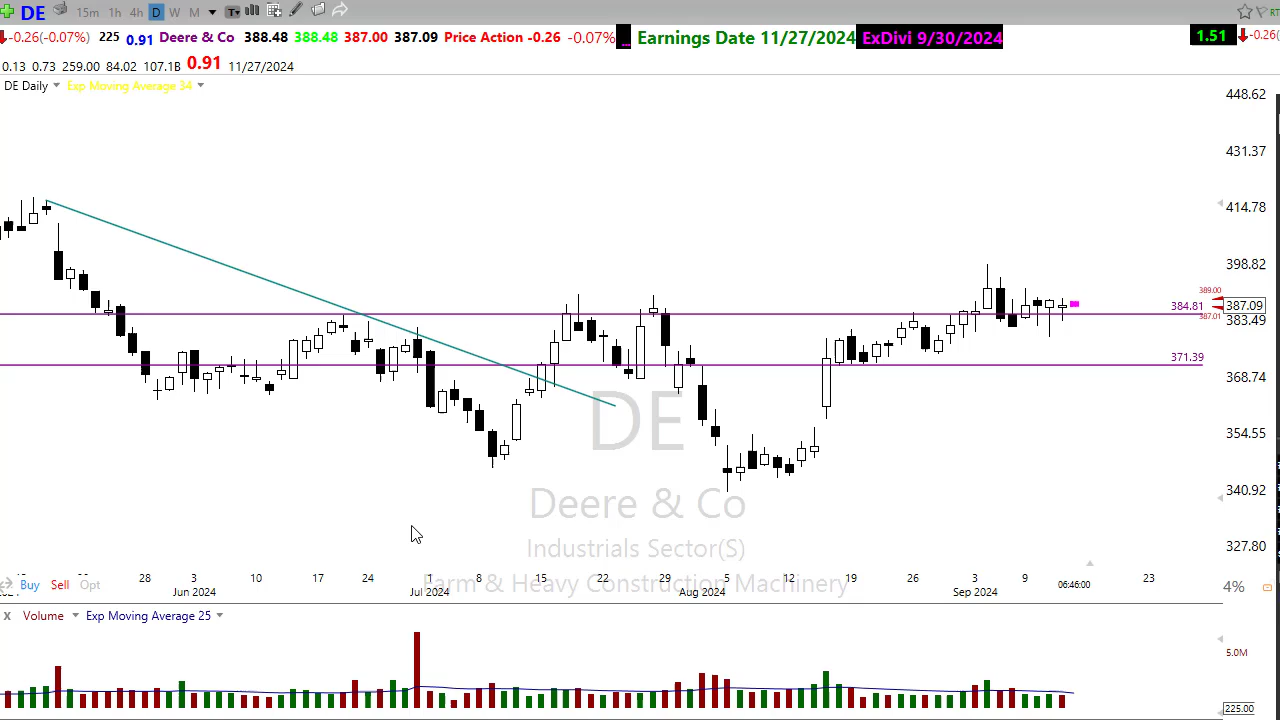 DE 15m 1h 4h D W M T RT
-0.26(-0.07%) 225 0.91 Deere & Co 388.48 388.48 387.00 387.09 Price Action -0.26 -0.07% Earnings Date 11/27/2024 ExDivi 9/30/2024 1.51 -0.26(
0.13 0.73 259.00 84.02 107.1B 0.91 11/27/2024
DE Daily Exp Moving Average 34
448.62
431.37
414.78
398.82
389.00
384.81 387.09
387.01 383.49
371.39
368.74
354.55
340.92
327.80
DE
Deere & Co
Industrials Sector(S)
Farm & Heavy Construction Machinery
28 3 10 17 24 1 8 15 22 29 5 12 19 26 3 9 23
Buy Sell Opt 06:46:00 4%
Jun 2024 Jul 2024 Aug 2024 Sep 2024
X Volume Exp Moving Average 25
5.0M
225.00